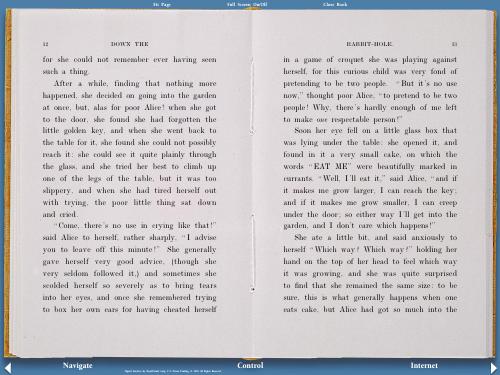 Full Screen On/Off
Close Book
12 DOWN THE
for she could not remember ever having seen
such a thing.
After a while, finding that nothing more
happened, she decided on going into the garden
at once, but, alas for poor Alice! when she got
to the door, she found she had forgotten the
little golden key, and when she went back to
the table for it, she found she could not possibly
reach it: she could see it quite plainly through
the glass, and she tried her best to climb up
one of the legs of the table, but it was too
slippery, and when she had tired herself out
with trying, the poor little thing sat down
and cried.
"Come, there's no use in crying like that!"
said Alice to herself, rather sharply, "I advise
you to leave off this minute!" She generally
gave herself very good advice, (though she
very seldom followed it,) and sometimes she
scolded herself so severely as to bring tears
into her eyes, and once she remembered trying
to box her own ears for having cheated herself
RABBIT-HOLE. 13
in a game of croquet she was playing against
herself, for this curious child was very fond of
pretending to be two people. "But it's no use
now," thought poor Alice, "to pretend to be two
people! Why, there's hardly enough of me left
to make one respectable person!"
Soon her eye fell on a little glass box that
was lying under the table: she opened it, and
found in it a very small cake, on which the
words "EAT ME" were beautifully marked in
currants. "Well, I'll eat it," said Alice, "and if
it makes me grow larger, I can reach the key;
and if it makes me grow smaller, I can creep
under the door; so either way I'll get into the
garden, and I don't care which happens!"
She ate a little bit, and said anxiously to
herself "Which way? Which way?" holding her
hand on the top of her head to feel which way
it was growing, and she was quite surprised
to find that she remained the same size: to be
sure, this is what generally happens when one
eats cake, but Alice had got so much into the
Navigate
Control
Internet